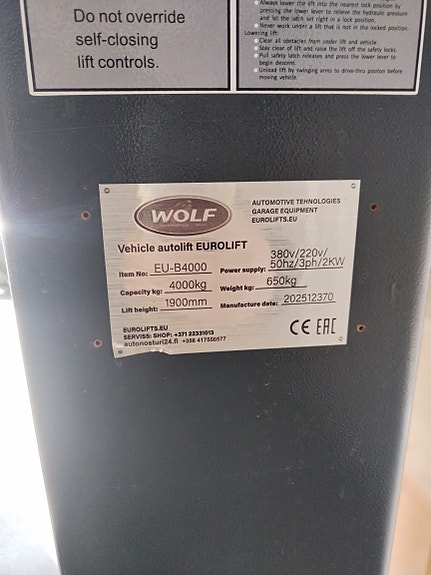 Do not override
self-closing
lift controls.
Always lower the lift into the nearest lock position by
pressing the lower lever to relieve the hydraulic pressure
and let the latch set tight in a lock position.
Never work under a lift that is not in the locked position.
Lowering lift:
Clear all obstacles from under lift and vehicle.
Stay clear of lift and raise the lift off the safety locks.
Pull safety latch releases and press the lower lever to
begin descent.
Unload lift by swinging arms to drive-thru position before
moving vehicle.
WOLF
AUTOMOTIVE TEHNOLOGIES
GARAGE EQUIPMENT
EUROLIFTS.EU
Vehicle autolift EUROLIFT
Item No: EU-B4000
Power supply: 380v/220v/
50hz/3ph/2KW
Capacity kg: 4000kg
Weight kg: 650kg
Lift height: 1900mm
Manufacture date: 202512370
EUROLIFTS.EU
SERVISS: SHOP: +371 22331013
autonosturi24.fi +358 417550577
CE EAC